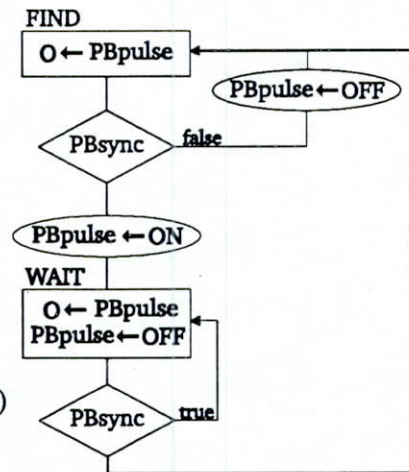 FIND
O ← PBpulse
PBpulse ← OFF
PBsync
false
PBpulse ← ON
WAIT
O ← PBpulse
PBpulse ← OFF
)
PBsync
true